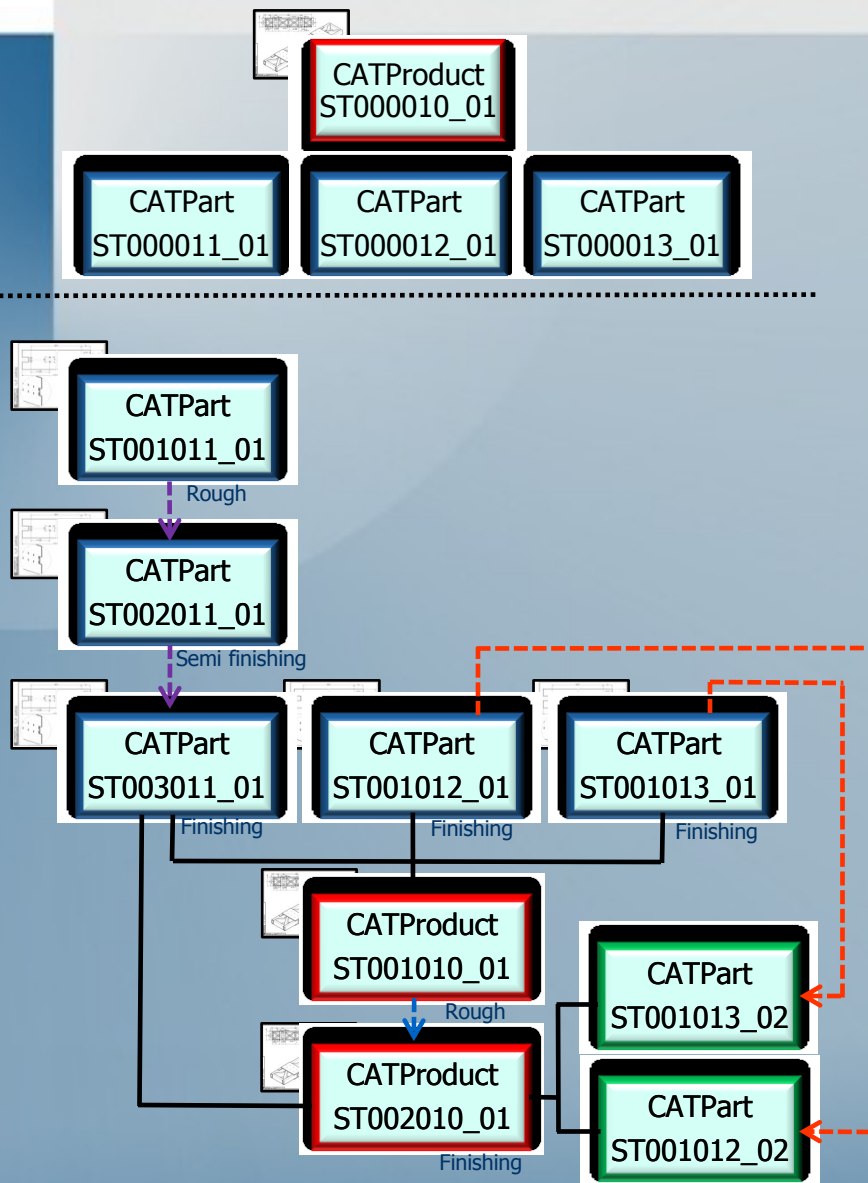 CATProduct
ST000010_01
CATPart
ST000011_01
CATPart
ST000012_01
CATPart
ST000013_01
CATPart
ST001011_01
Rough
CATPart
ST002011_01
Semi finishing
CATPart
ST003011_01
Finishing
CATPart
ST001012_01
Finishing
CATPart
ST001013_01
Finishing
CATProduct
ST001010_01
Rough
CATPart
ST001013_02
CATProduct
ST002010_01
Finishing
CATPart
ST001012_02